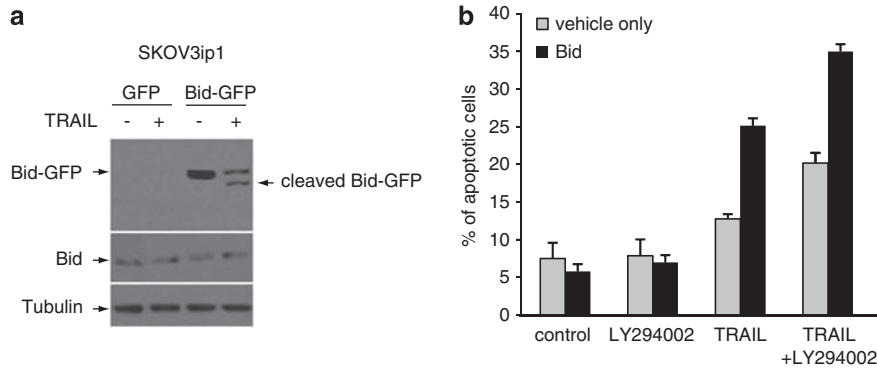 a
SKOV3ip1
GFP Bid-GFP
TRAIL - + - +
Bid-GFP
cleaved Bid-GFP
Bid
Tubulin
b
vehicle only
Bid
% of apoptotic cells
40
35
30
25
20
15
10
5
0
control LY294002 TRAIL TRAIL
+LY294002